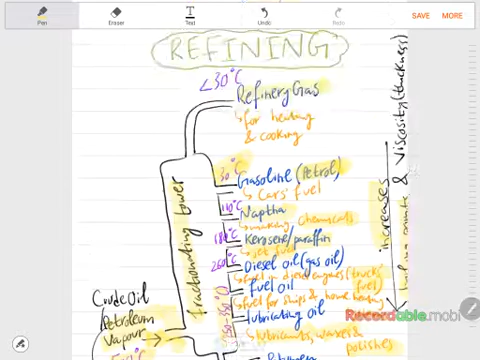 Pen
Eraser
Text
Undo
Redo
SAVE
MORE
REFINING
<30°C
Refinery Gas
↳for heating
& cooking
30°C
Gasoline (Petrol)
↳ Cars' fuel
110°C
Naptha
↳making chemicals
180°C
Kerosene/paraffin
↳jet fuel
260°C
Diesel oil (gas oil)
fuel in diesel engines (trucks
fuel)
fuel Oil
fuel for ships & home heating
lubricating oil
↳lubricants, waxes &
polishes
fractionating tower
Crude Oil
Petroleum
Vapour
increases
boiling points & Viscosity (thickness)
Recordable.mobi